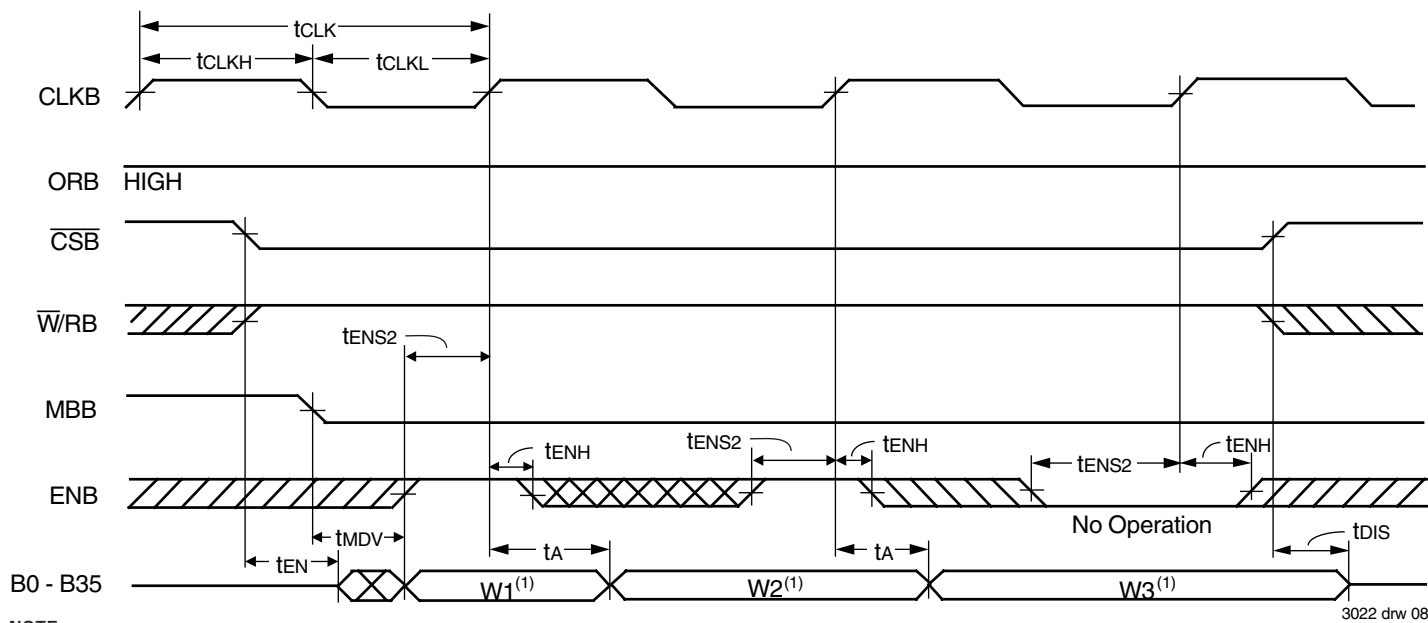 tCLK
tCLKH
tCLKL
CLKB
ORB
HIGH
CSB
W/RB
tENS2
MBB
tENS2
tENH
tENH
tENS2
tENH
ENB
No Operation
tMDV
tEN
tA
tA
tDIS
B0 - B35
W1(1)
W2(1)
W3(1)
3022 drw 08